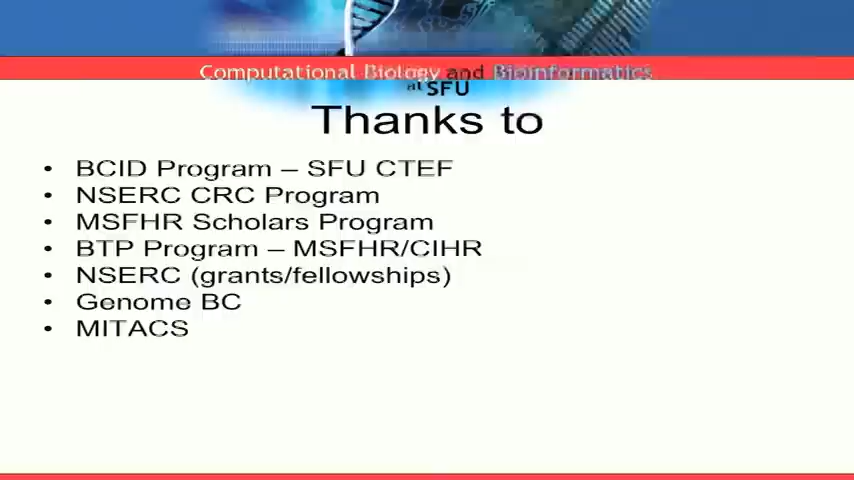 Computational Biology and Bioinformatics
at SFU
Thanks to
• BCID Program – SFU CTEF
• NSERC CRC Program
• MSFHR Scholars Program
• BTP Program – MSFHR/CIHR
• NSERC (grants/fellowships)
• Genome BC
• MITACS